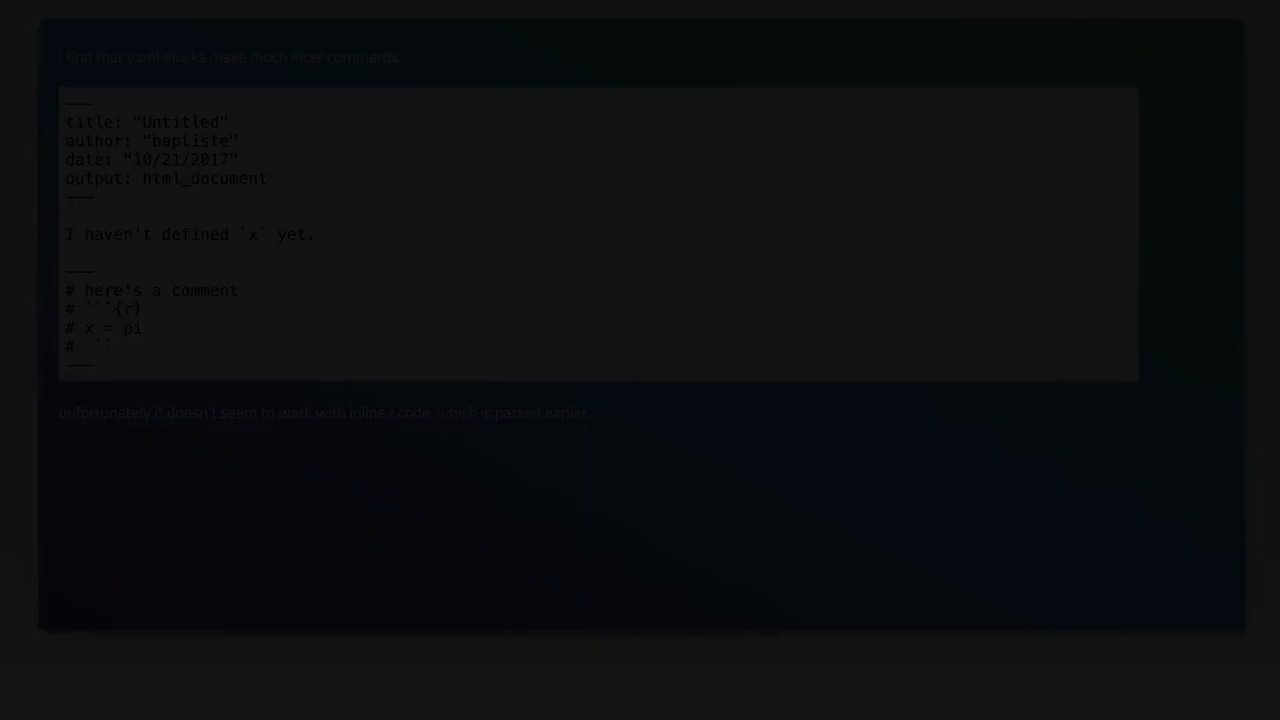 I find that yaml blocks make much nicer comments
---
title: "Untitled"
author: "baptiste"
date: "10/21/2017"
output: html_document
---
I haven't defined `x` yet.
---
# here's a comment
# ```{r}
# x = pi
# ```
---
unfortunately it doesn't seem to work with inline r code, which is parsed earlier